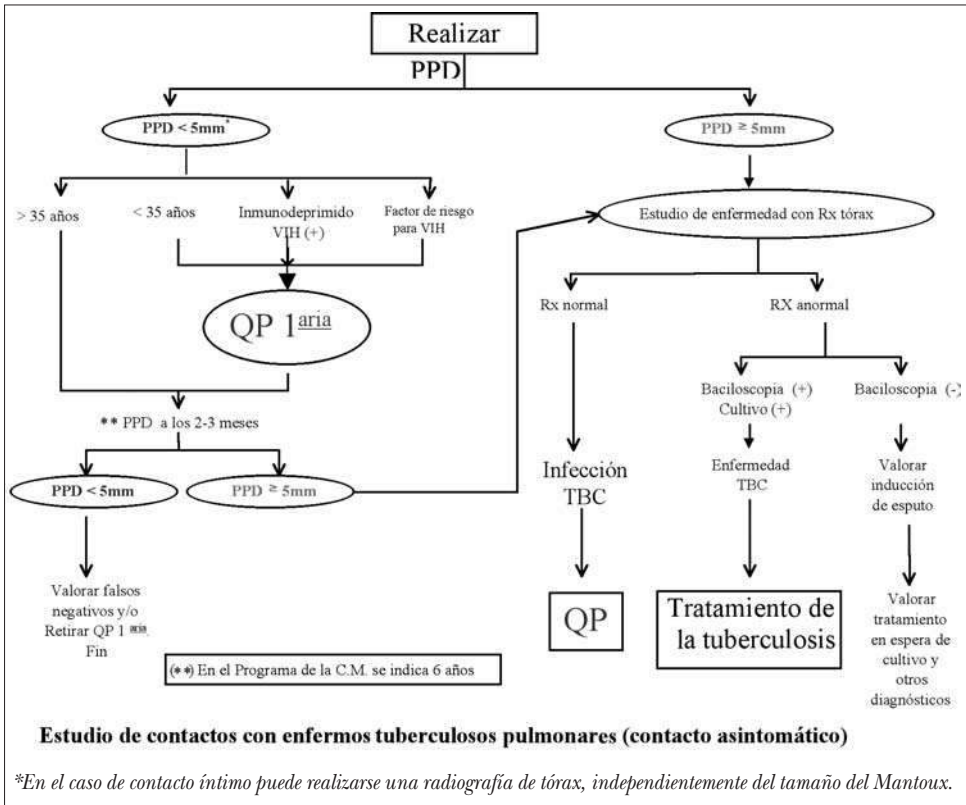 Realizar
PPD
PPD < 5mm*
PPD ≥ 5mm
> 35 años
< 35 años
Inmunodeprimido
VIH (+)
Factor de riesgo
para VIH
Estudio de enfermedad con Rx tórax
QP 1aria
Rx normal
RX anormal
** PPD a los 2-3 meses
Baciloscopia (+)
Cultivo (+)
Baciloscopia (-)
PPD < 5mm
PPD ≥ 5mm
Infección
TBC
Enfermedad
TBC
Valorar
inducción
de esputo
Valorar falsos
negativos y/o
Retirar QP 1 aria.
Fin
QP
Tratamiento de
la tuberculosis
Valorar
tratamiento
en espera de
cultivo y
otros
diagnósticos
(**) En el Programa de la C.M. se indica 6 años
Estudio de contactos con enfermos tuberculosos pulmonares (contacto asintomático)
*En el caso de contacto íntimo puede realizarse una radiografía de tórax, independientemente del tamaño del Mantoux.